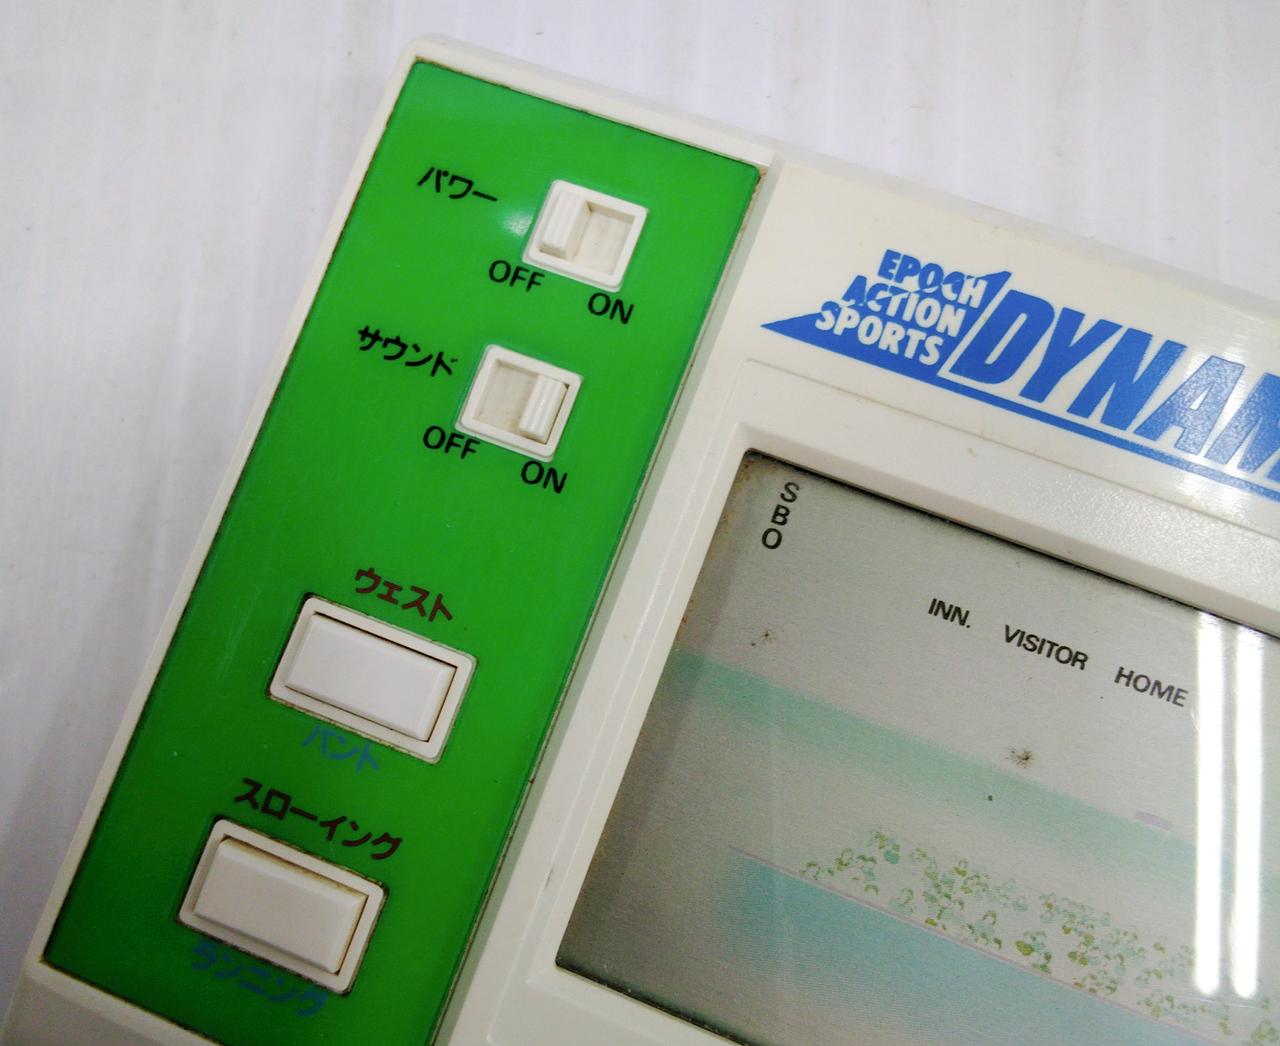 パワー
OFF ON
サウンド
OFF ON
ウェスト
バント
スローイング
ランニング
EPOCH
ACTION
SPORTS
DYNAM
S
B
O
INN. VISITOR HOME